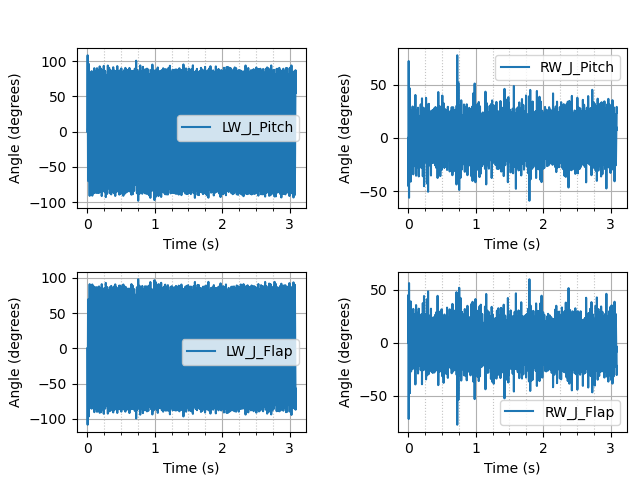 100
50
0
−50
−100
Angle (degrees)
LW_J_Pitch
0 1 2 3
Time (s)
50
0
−50
Angle (degrees)
RW_J_Pitch
0 1 2 3
Time (s)
100
50
0
−50
−100
Angle (degrees)
LW_J_Flap
0 1 2 3
Time (s)
50
0
−50
Angle (degrees)
RW_J_Flap
0 1 2 3
Time (s)